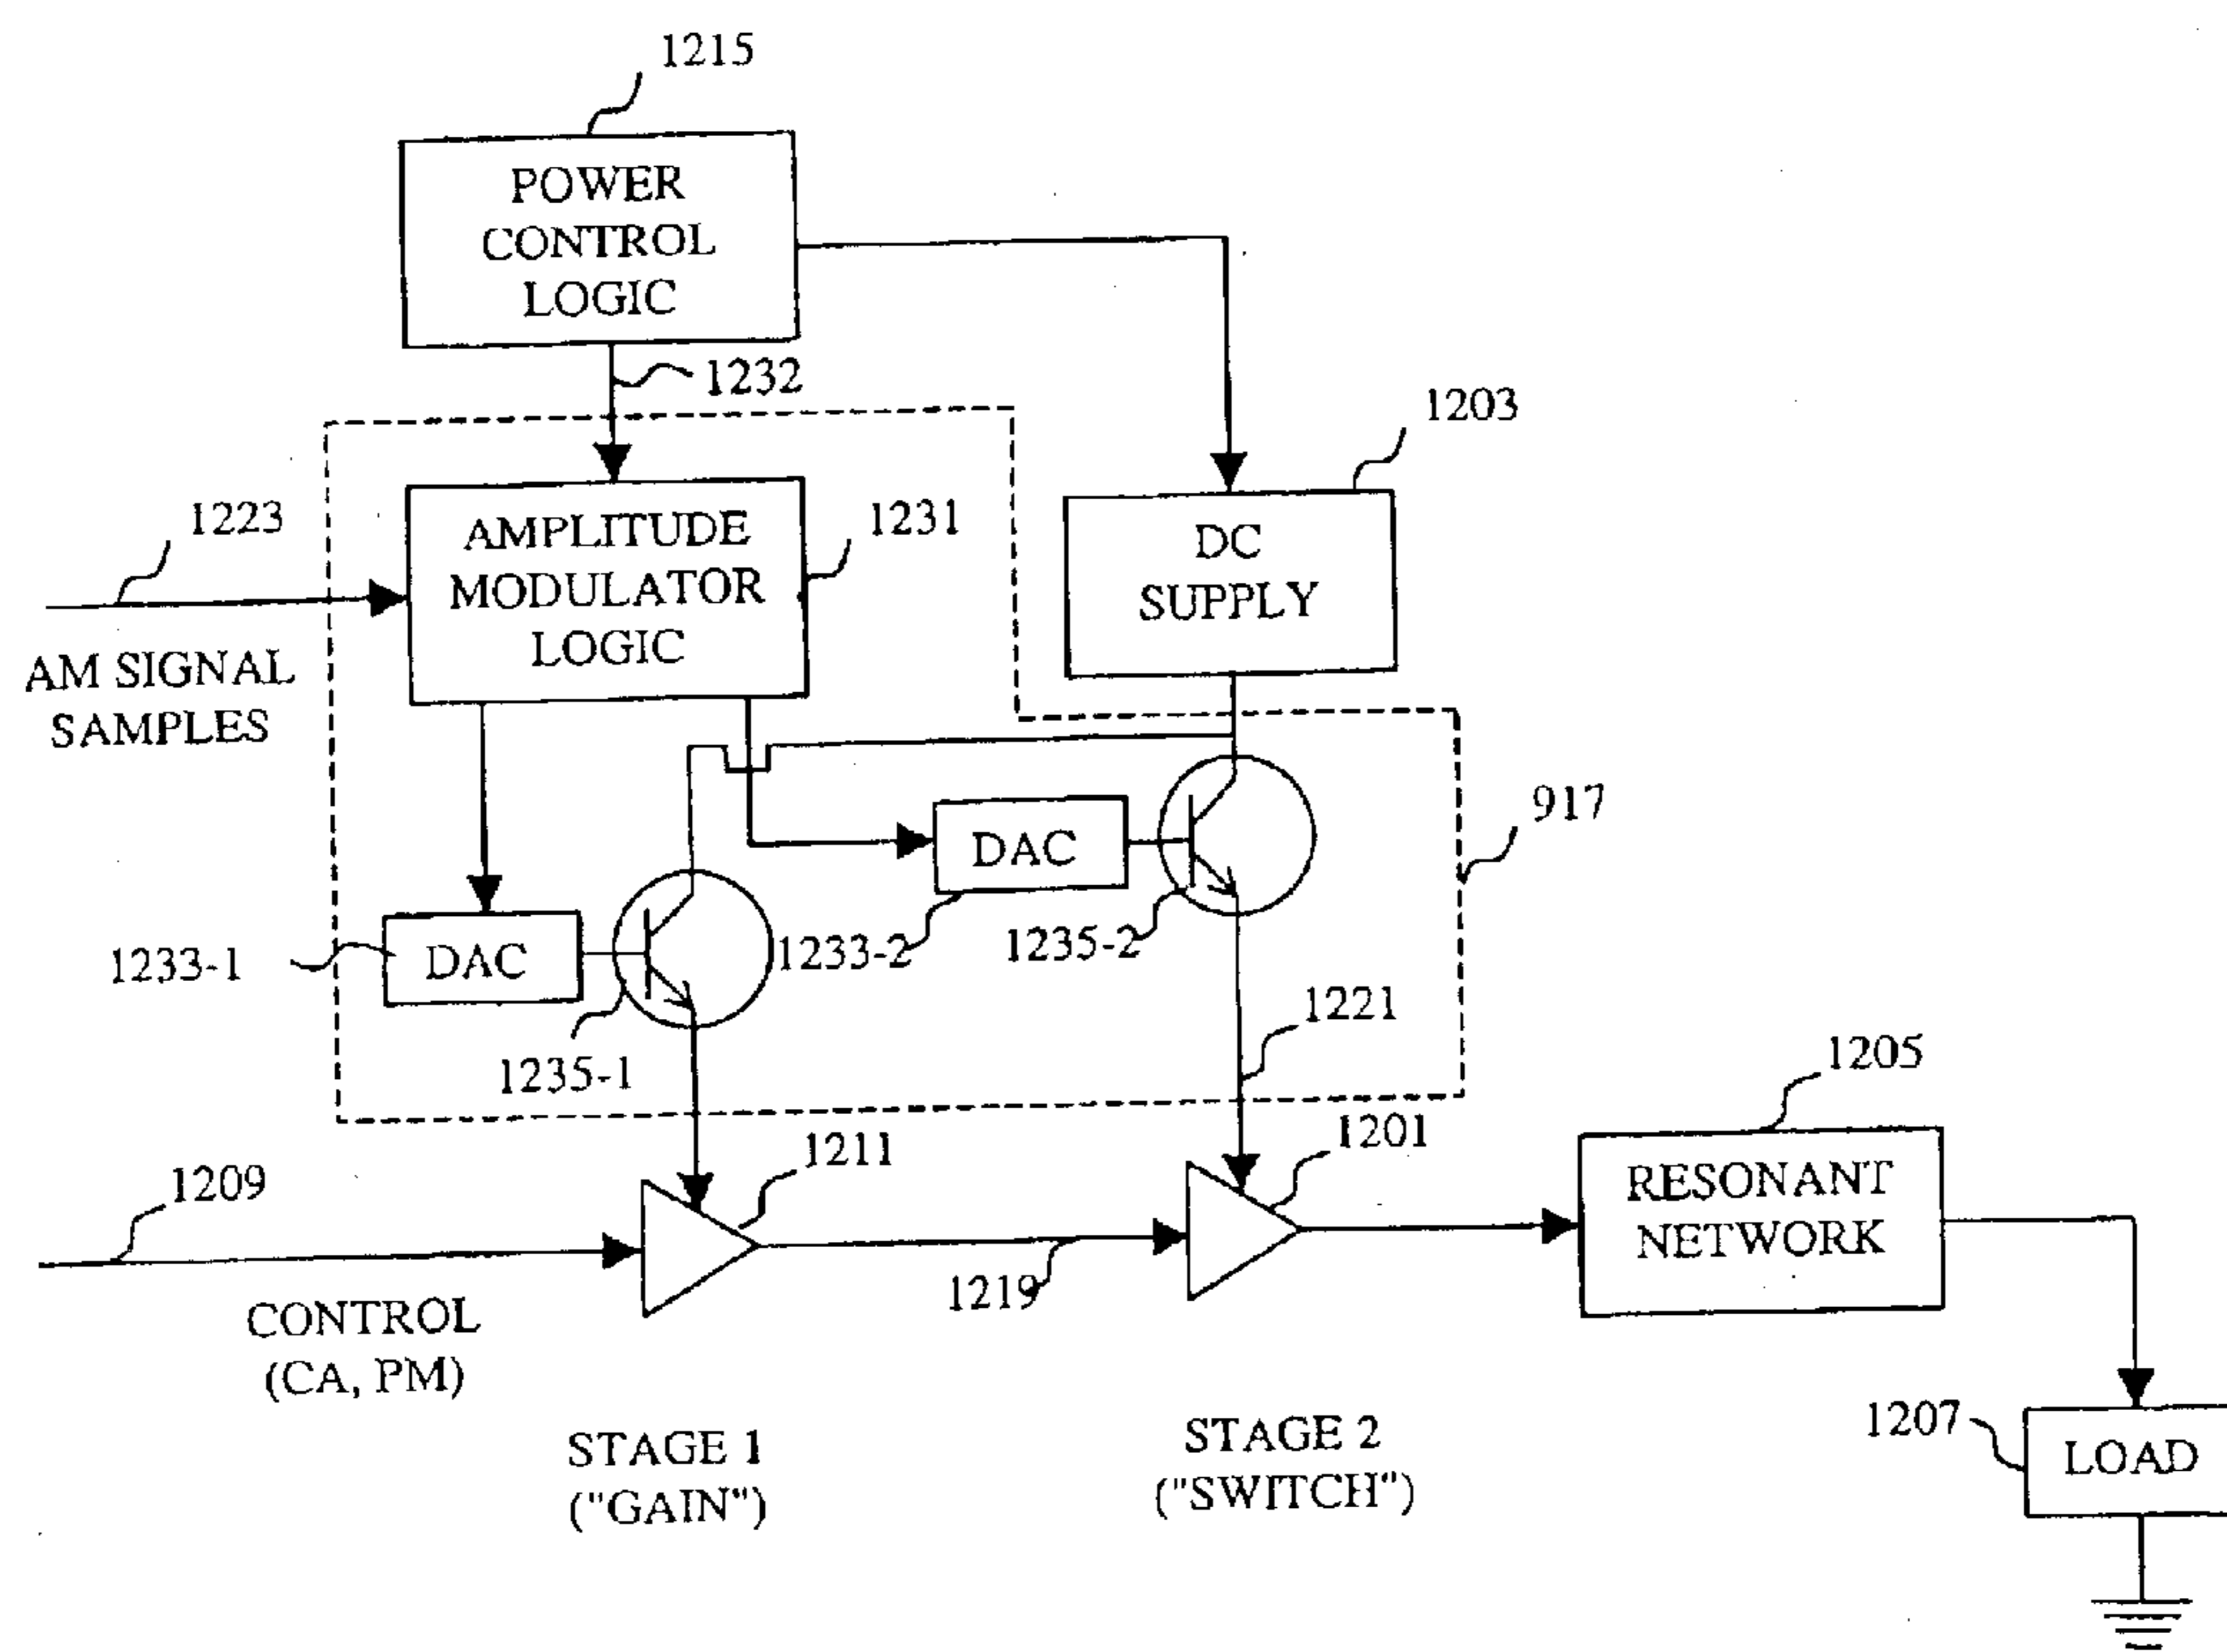 1215
POWER
CONTROL
LOGIC
1232
1203
1223
AMPLITUDE
MODULATOR
LOGIC
1231
DC
SUPPLY
AM SIGNAL
SAMPLES
917
DAC
1233-1
DAC
1233-2
1235-2
1235-1
1221
1205
1211
1201
1209
RESONANT
NETWORK
1219
CONTROL
(CA, PM)
1207
LOAD
STAGE 1
("GAIN")
STAGE 2
("SWITCH")